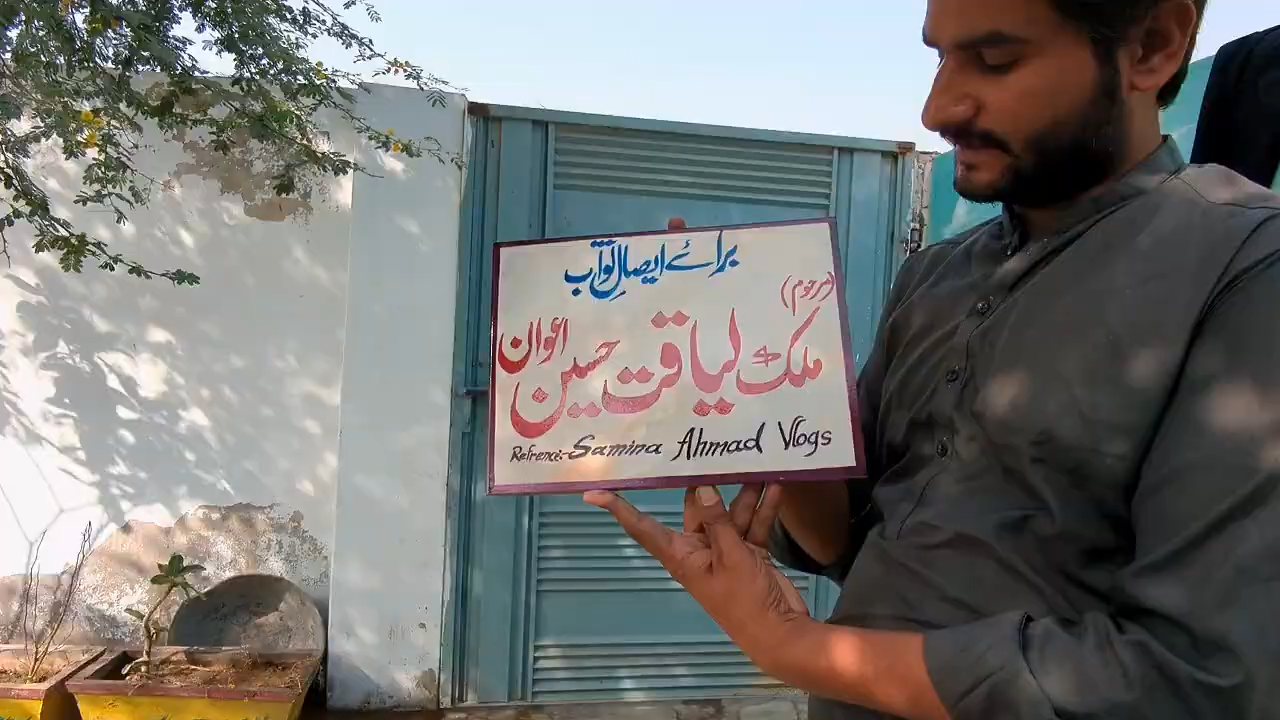 برائے ایصالِ ثواب
(مرحوم)
ملک لیاقت حسین اعوان
Refrence:- Samina Ahmad Vlogs